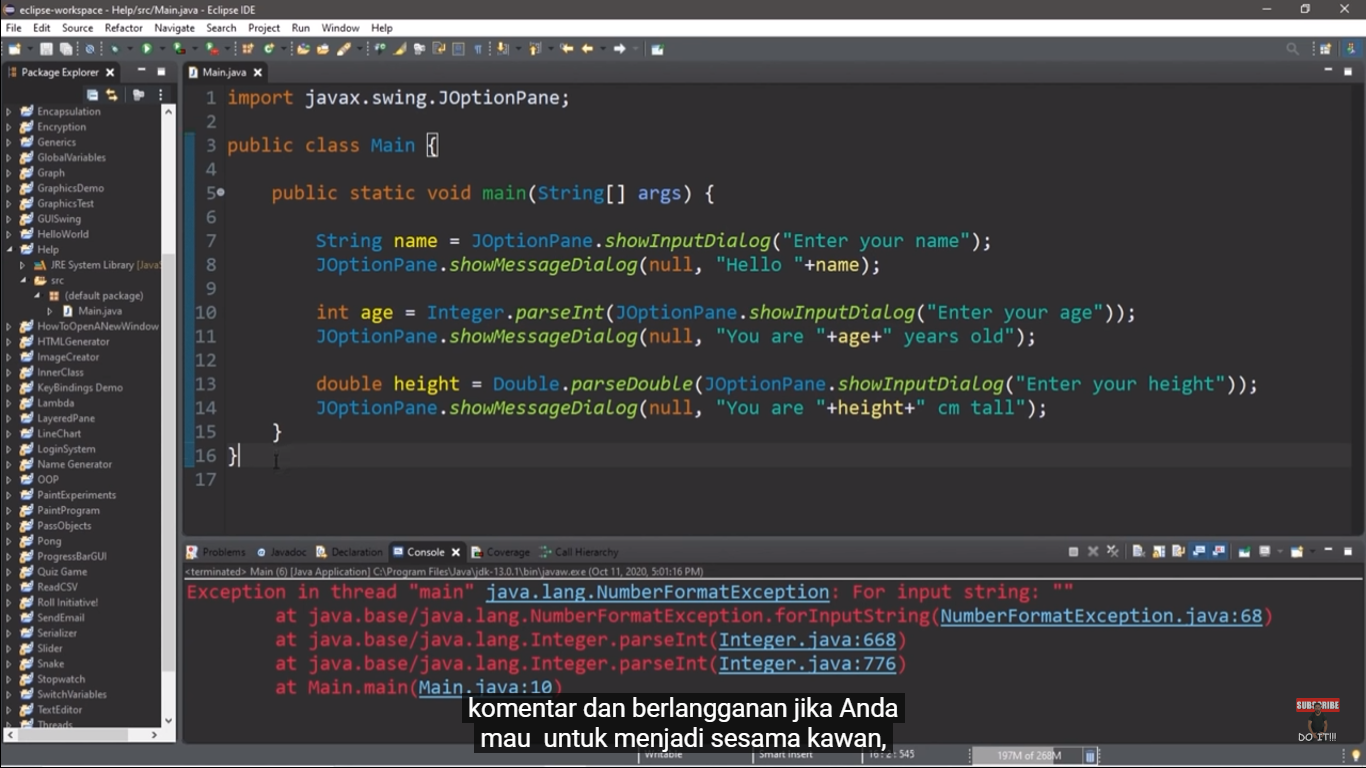 eclipse-workspace - Help/src/Main.java - Eclipse IDE
File Edit Source Refactor Navigate Search Project Run Window Help
Package Explorer
Encapsulation
Encryption
Generics
GlobalVariables
Graph
GraphicsDemo
GraphicsTest
GUISwing
HelloWorld
Help
JRE System Library [Java
src
(default package)
Main.java
HowToOpenANewWindow
HTMLGenerator
ImageCreator
InnerClass
KeyBindings Demo
Lambda
LayeredPane
LineChart
LoginSystem
Name Generator
OOP
PaintExperiments
PaintProgram
PassObjects
Pong
ProgressBarGUI
Quiz Game
ReadCSV
Roll Initiative!
SendEmail
Serializer
Slider
Snake
Stopwatch
SwitchVariables
TextEditor
Threads
Main.java
1 import javax.swing.JOptionPane;
2
3 public class Main {
4
5 public static void main(String[] args) {
6
7 String name = JOptionPane.showInputDialog("Enter your name");
8 JOptionPane.showMessageDialog(null, "Hello "+name);
9
10 int age = Integer.parseInt(JOptionPane.showInputDialog("Enter your age"));
11 JOptionPane.showMessageDialog(null, "You are "+age+" years old");
12
13 double height = Double.parseDouble(JOptionPane.showInputDialog("Enter your height"));
14 JOptionPane.showMessageDialog(null, "You are "+height+" cm tall");
15 }
16 }
17
Problems Javadoc Declaration Console Coverage Call Hierarchy
<terminated> Main (6) [Java Application] C:\Program Files\Java\jdk-13.0.1\bin\javaw.exe (Oct 11, 2020, 5:01:16 PM)
Exception in thread "main" java.lang.NumberFormatException: For input string: ""
at java.base/java.lang.NumberFormatException.forInputString(NumberFormatException.java:68)
at java.base/java.lang.Integer.parseInt(Integer.java:668)
at java.base/java.lang.Integer.parseInt(Integer.java:776)
at Main.main(Main.java:10)
komentar dan berlangganan jika Anda
mau untuk menjadi sesama kawan,
SUBSCRIBE
DO IT!!!
Writable Smart Insert 16 : 2 : 545 197M of 268M